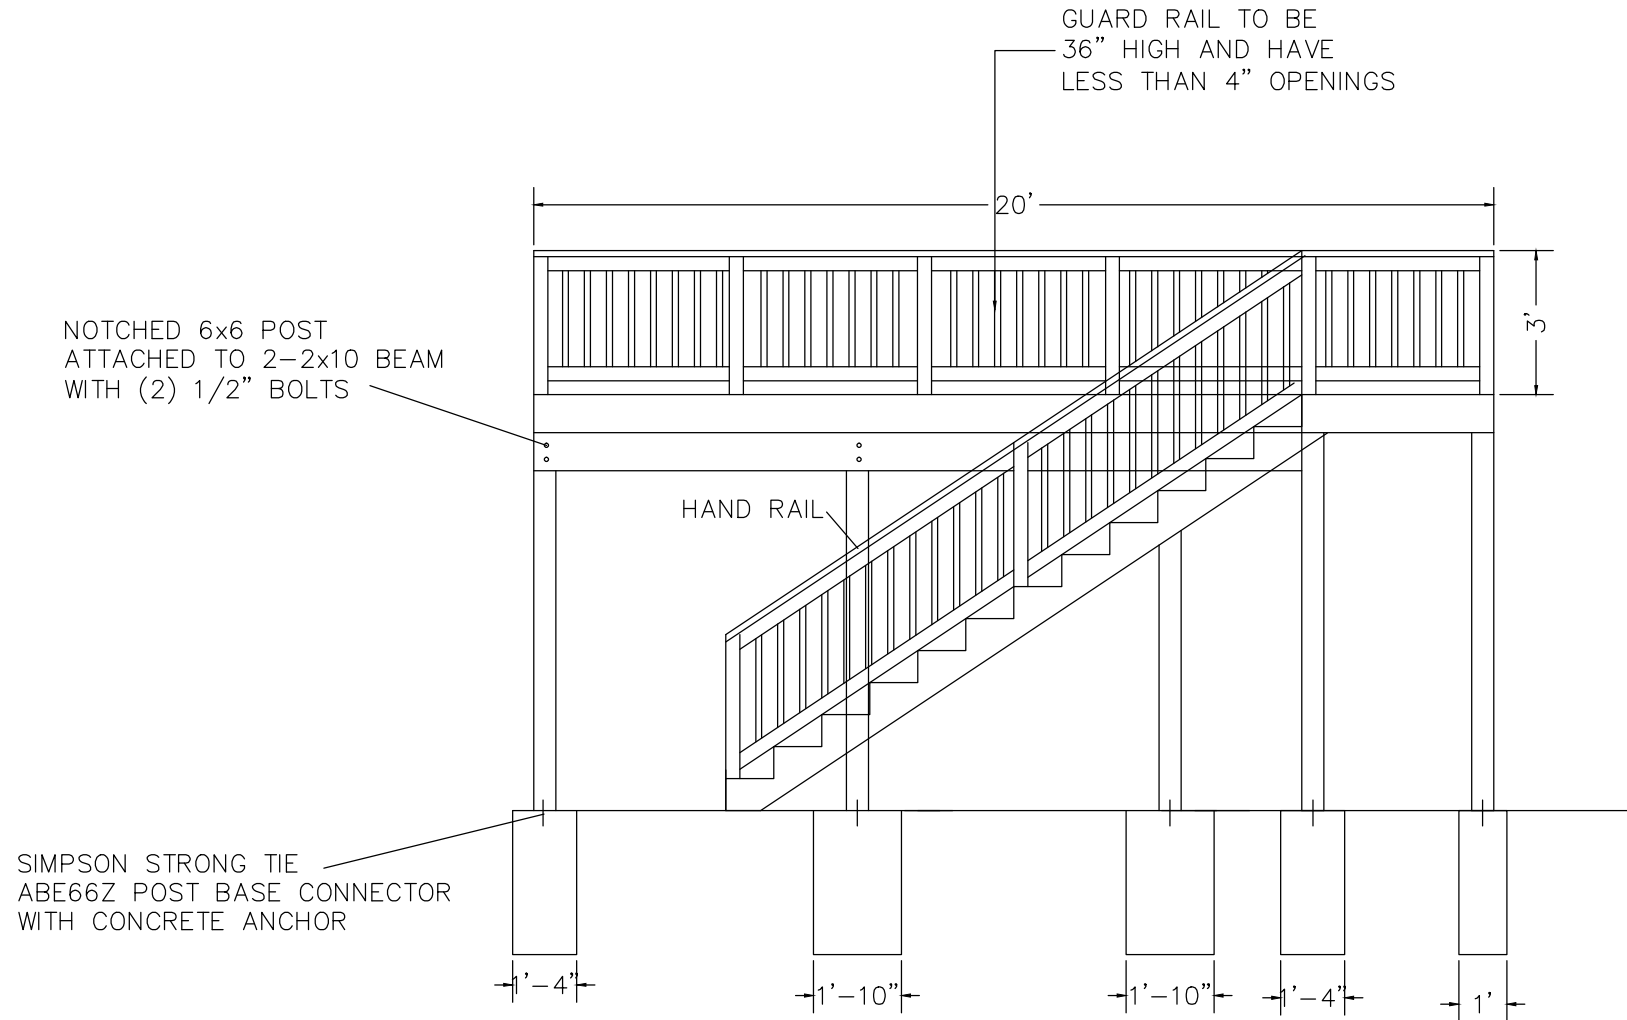 GUARD RAIL TO BE
36” HIGH AND HAVE
LESS THAN 4” OPENINGS
20'
3'
NOTCHED 6x6 POST
ATTACHED TO 2-2x10 BEAM
WITH (2) 1/2” BOLTS
HAND RAIL
SIMPSON STRONG TIE
ABE66Z POST BASE CONNECTOR
WITH CONCRETE ANCHOR
1'-4”
1'-10”
1'-10”
1'-4”
1'